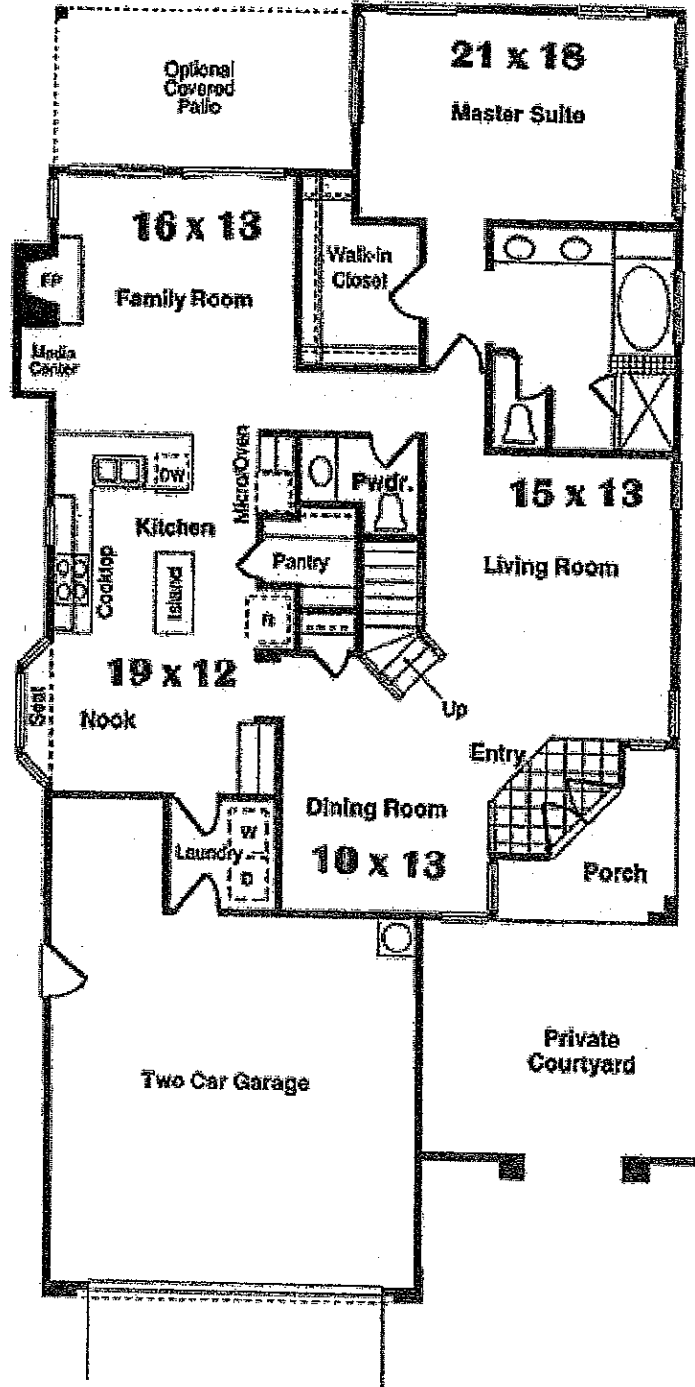 21 x 18
Master Suite
Optional
Covered
Patio
16 x 13
Family Room
FP
Media
Center
Walk-in
Closet
Micro/Oven
DW
Kitchen
Cooktop
Island
Pwdr.
Pantry
R
15 x 13
Living Room
19 x 12
Nook
Seat
Up
Entry
Dining Room
10 x 13
W
Laundry
D
Porch
Two Car Garage
Private
Courtyard